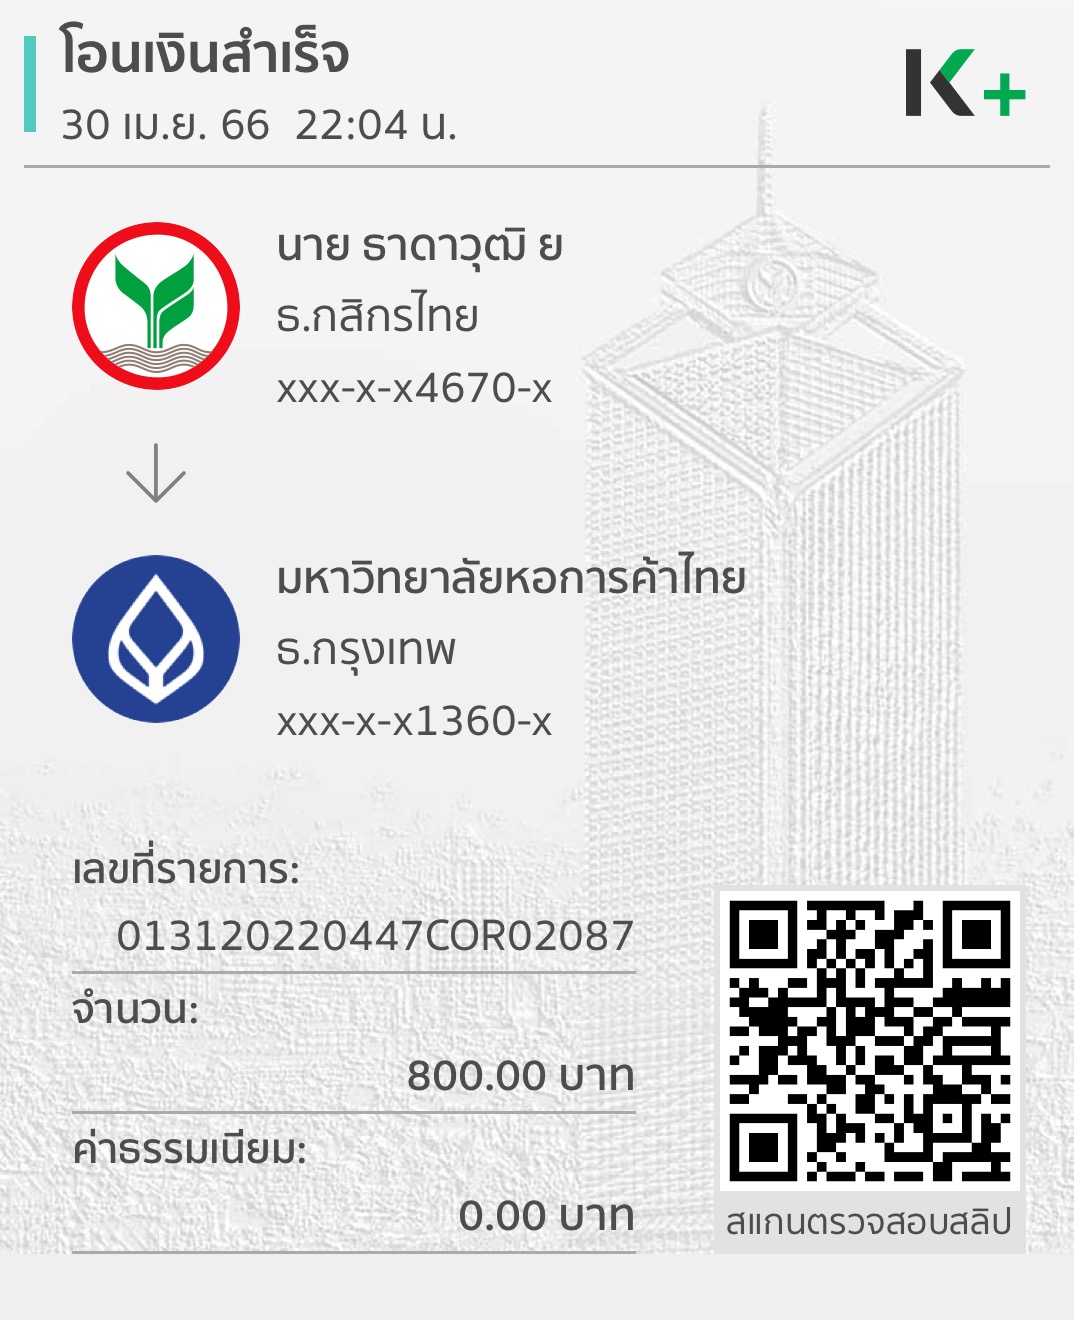 โอนเงินสำเร็จ
30 เม.ย. 66  22:04 น.
K+
นาย ธาดาวุฒิ ย
ธ.กสิกรไทย
xxx-x-x4670-x
มหาวิทยาลัยหอการค้าไทย
ธ.กรุงเทพ
xxx-x-x1360-x
เลขที่รายการ:
013120220447COR02087
จำนวน:
800.00 บาท
ค่าธรรมเนียม:
0.00 บาท
สแกนตรวจสอบสลิป